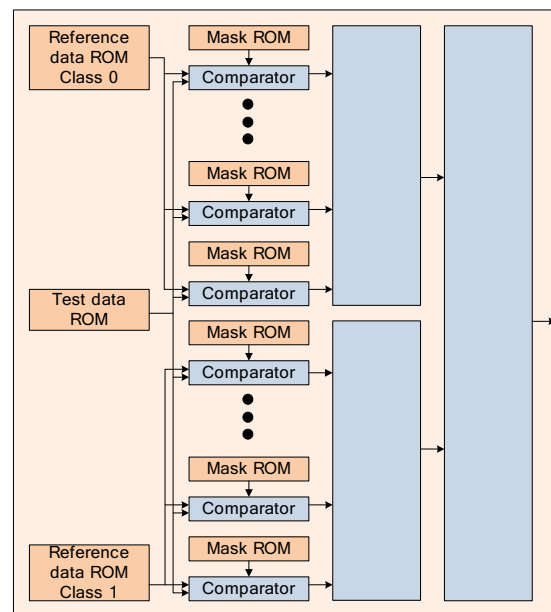 Reference
data ROM
Class 0
Mask ROM
Comparator
Mask ROM
Comparator
Mask ROM
Comparator
Test data
ROM
Mask ROM
Comparator
Mask ROM
Comparator
Reference
data ROM
Class 1
Mask ROM
Comparator